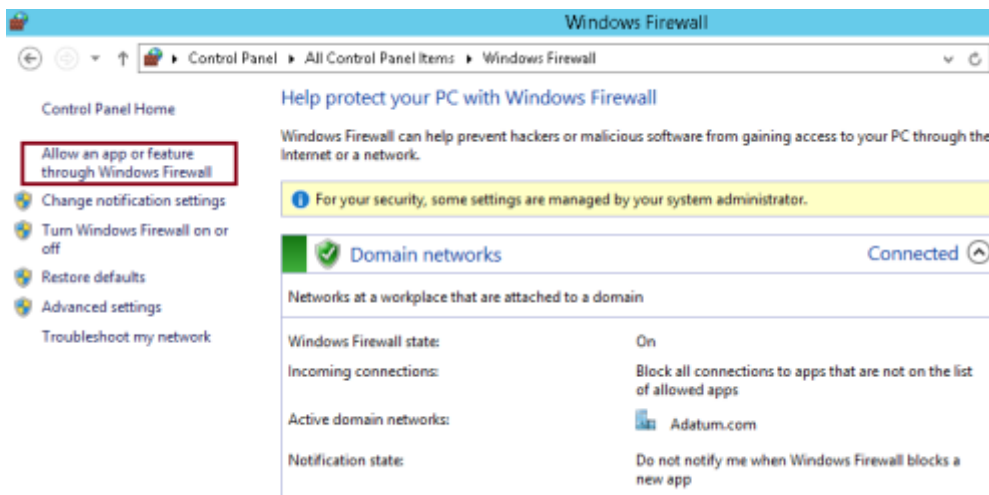 Windows Firewall
Control Panel ▸ All Control Panel Items ▸ Windows Firewall
Control Panel Home
Allow an app or feature
through Windows Firewall
Change notification settings
Turn Windows Firewall on or
off
Restore defaults
Advanced settings
Troubleshoot my network
Help protect your PC with Windows Firewall
Windows Firewall can help prevent hackers or malicious software from gaining access to your PC through the
Internet or a network.
For your security, some settings are managed by your system administrator.
Domain networks
Connected
Networks at a workplace that are attached to a domain
Windows Firewall state:
On
Incoming connections:
Block all connections to apps that are not on the list
of allowed apps
Active domain networks:
Adatum.com
Notification state:
Do not notify me when Windows Firewall blocks a
new app